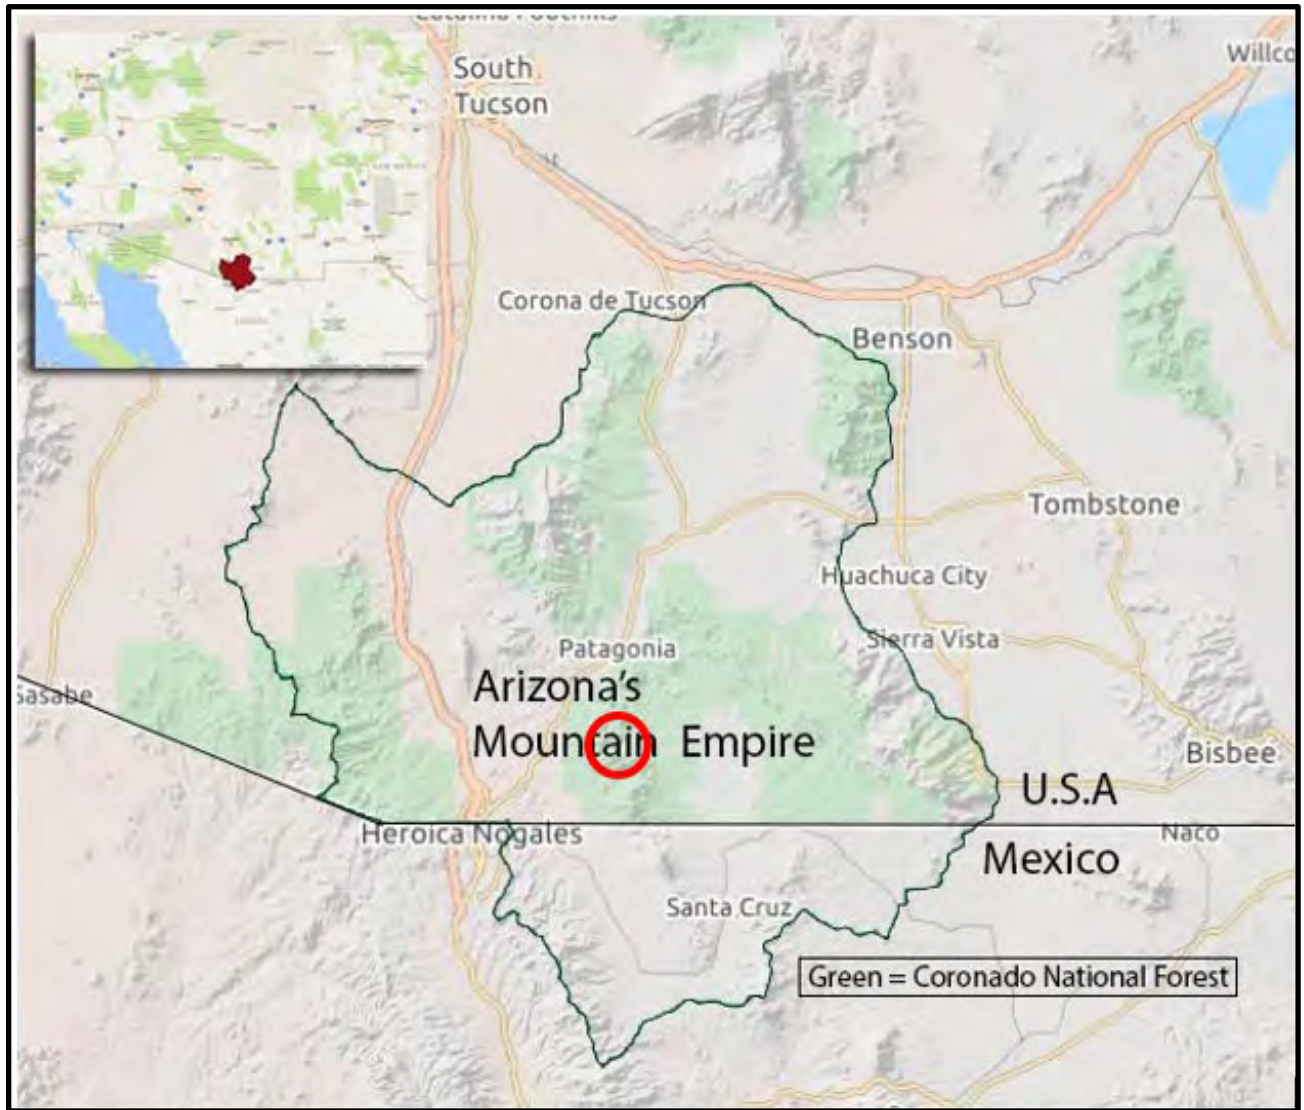 South
Tucson
Corona de Tucson
Benson
Tombstone
Huachuca City
Sierra Vista
Patagonia
Arizona's
Mountain Empire
Sasabe
Bisbee
U.S.A
Heroica Nogales
Naco
Mexico
Santa Cruz
Green = Coronado National Forest